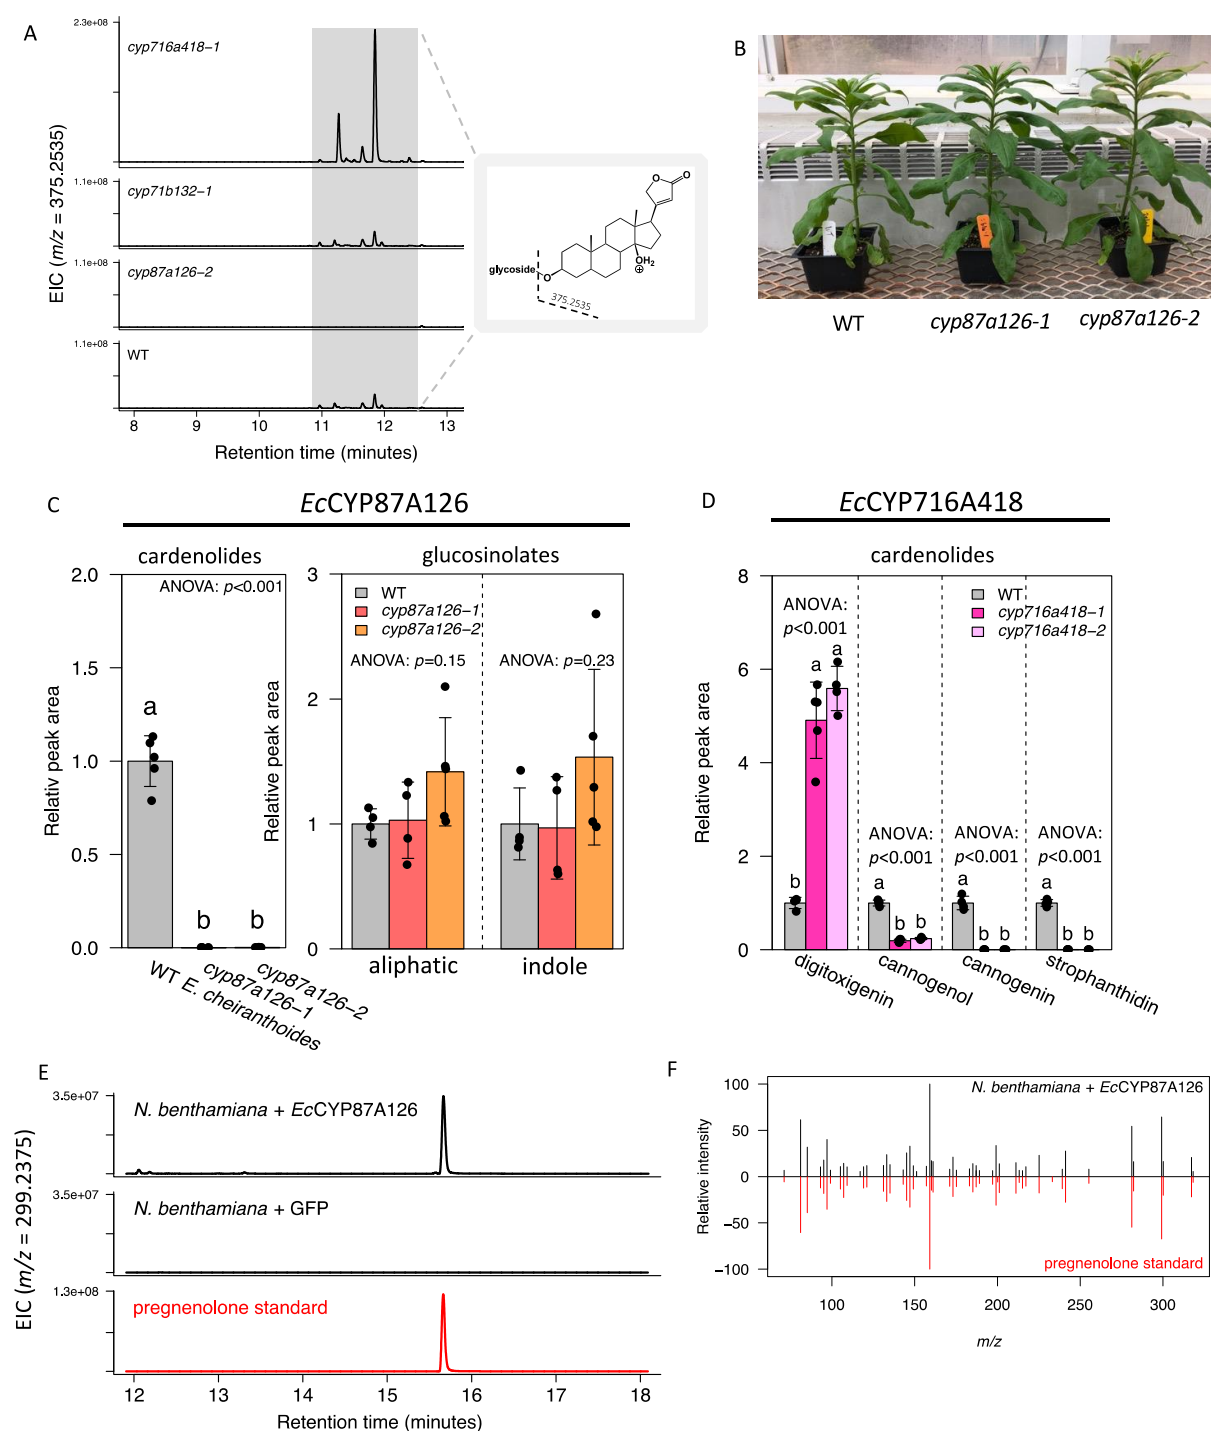 A
2.3e+08
cyp716a418−1
1.1e+08
cyp71b132−1
1.1e+08
cyp87a126−2
1.1e+08
WT
EIC (m/z = 375.2535)
8 9 10 11 12 13
Retention time (minutes)
glycoside
O
O
O
OH2
⊕
375.2535
B
WT cyp87a126-1 cyp87a126-2
C
EcCYP87A126
cardenolides
ANOVA: p<0.001
2.0
1.5
1.0
0.5
0.0
Relativ peak area
a
b
b
WT E. cheiranthoides
cyp87a126−1
cyp87a126−2
glucosinolates
3
2
1
0
Relative peak area
WT
cyp87a126−1
cyp87a126−2
ANOVA: p=0.15
ANOVA: p=0.23
aliphatic
indole
D
EcCYP716A418
cardenolides
8
6
4
2
0
Relative peak area
WT
cyp716a418−1
cyp716a418−2
ANOVA:
p<0.001
b a a
ANOVA:
p<0.001
a b b
ANOVA:
p<0.001
a b b
ANOVA:
p<0.001
a b b
digitoxigenin
cannogenol
cannogenin
strophanthidin
E
3.5e+07
N. benthamiana + EcCYP87A126
3.5e+07
N. benthamiana + GFP
1.3e+08
pregnenolone standard
EIC (m/z = 299.2375)
12 13 14 15 16 17 18
Retention time (minutes)
F
N. benthamiana + EcCYP87A126
100
50
0
−50
−100
Relative intensity
pregnenolone standard
100 150 200 250 300
m/z